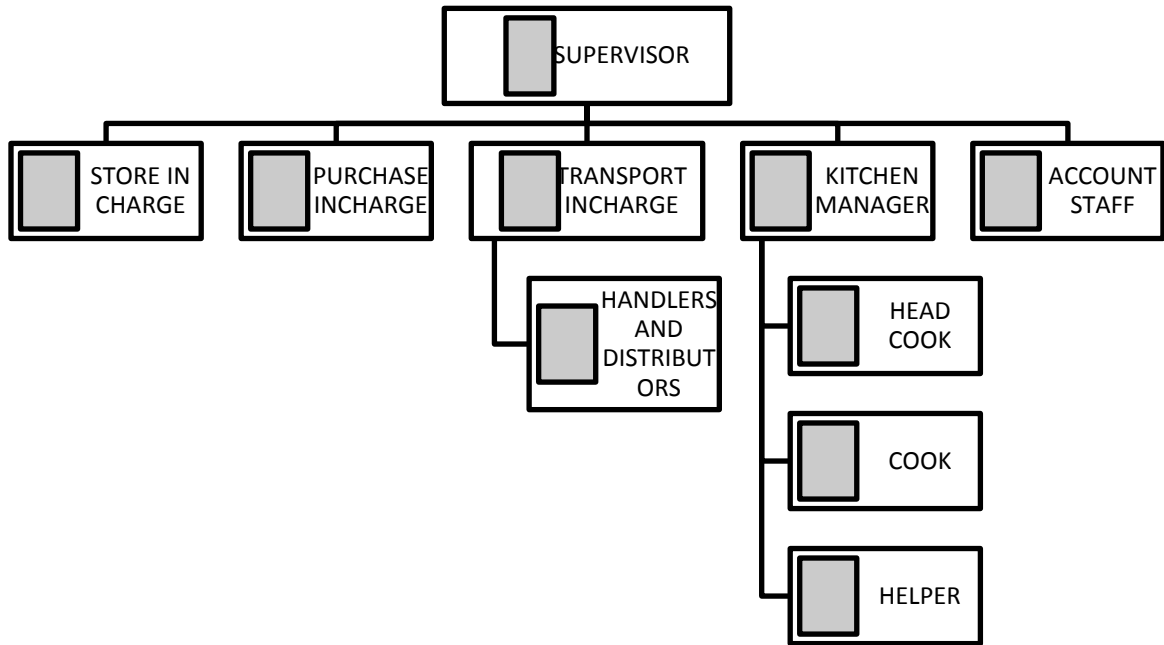 SUPERVISOR
STORE IN
CHARGE
PURCHASE
INCHARGE
TRANSPORT
INCHARGE
KITCHEN
MANAGER
ACCOUNT
STAFF
HANDLERS
AND
DISTRIBUT
ORS
HEAD
COOK
COOK
HELPER